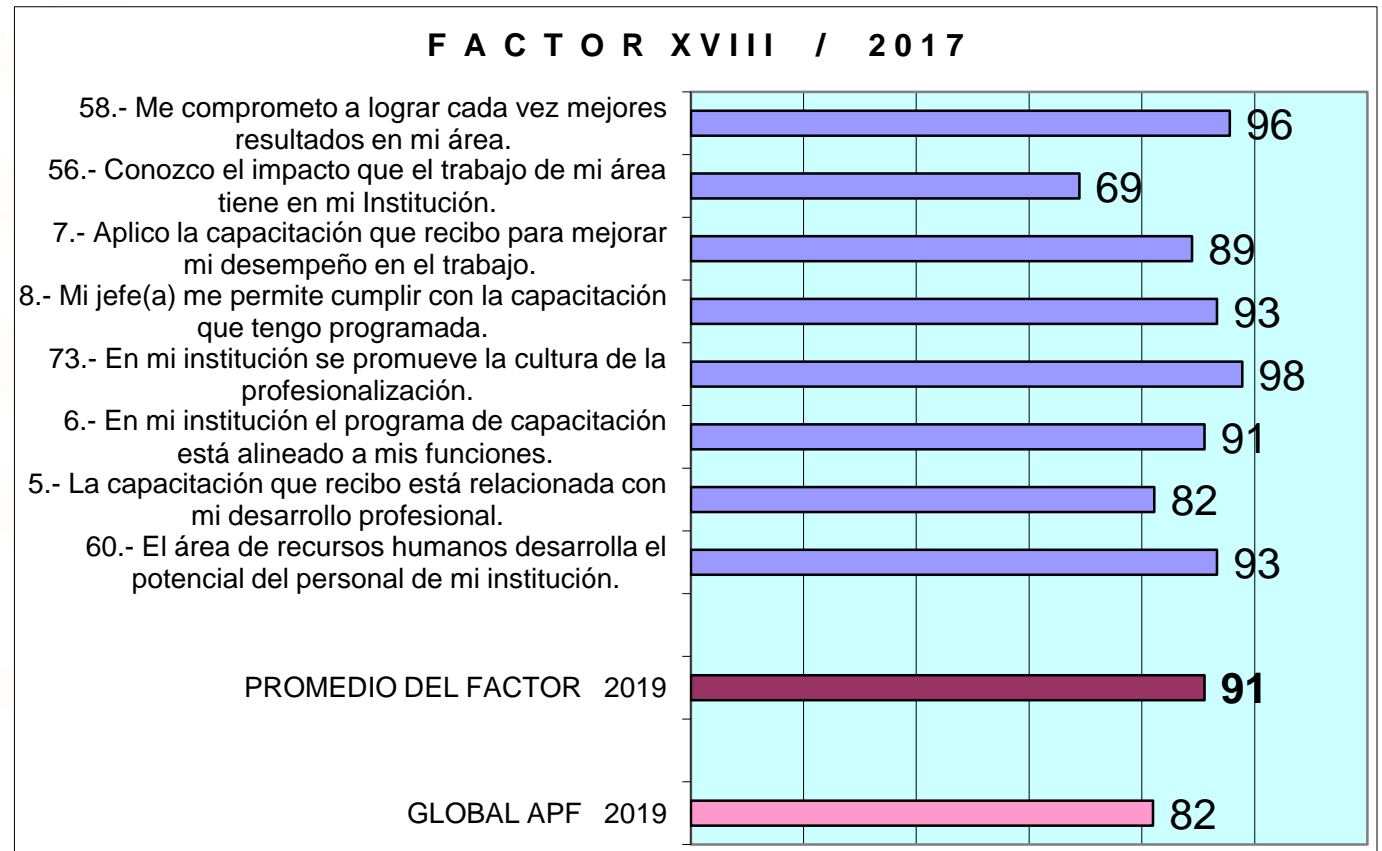 FACTOR XVIII / 2017
58.- Me comprometo a lograr cada vez mejores
resultados en mi área.
96
56.- Conozco el impacto que el trabajo de mi área
tiene en mi Institución.
69
7.- Aplico la capacitación que recibo para mejorar
mi desempeño en el trabajo.
89
8.- Mi jefe(a) me permite cumplir con la capacitación
que tengo programada.
93
73.- En mi institución se promueve la cultura de la
profesionalización.
98
6.- En mi institución el programa de capacitación
está alineado a mis funciones.
91
5.- La capacitación que recibo está relacionada con
mi desarrollo profesional.
82
60.- El área de recursos humanos desarrolla el
potencial del personal de mi institución.
93
PROMEDIO DEL FACTOR 2019
91
GLOBAL APF 2019
82